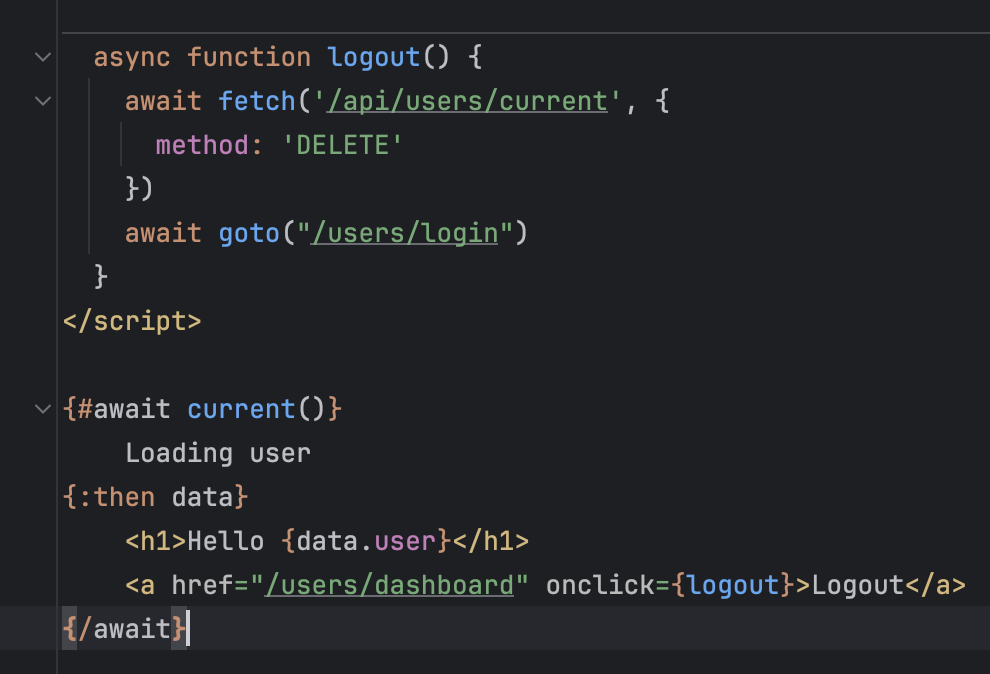 async function logout() {
await fetch('/api/users/current', {
method: 'DELETE'
})
await goto("/users/login")
}
</script>
{#await current()}
Loading user
{:then data}
<h1>Hello {data.user}</h1>
<a href="/users/dashboard" onclick={logout}>Logout</a>
{/await}